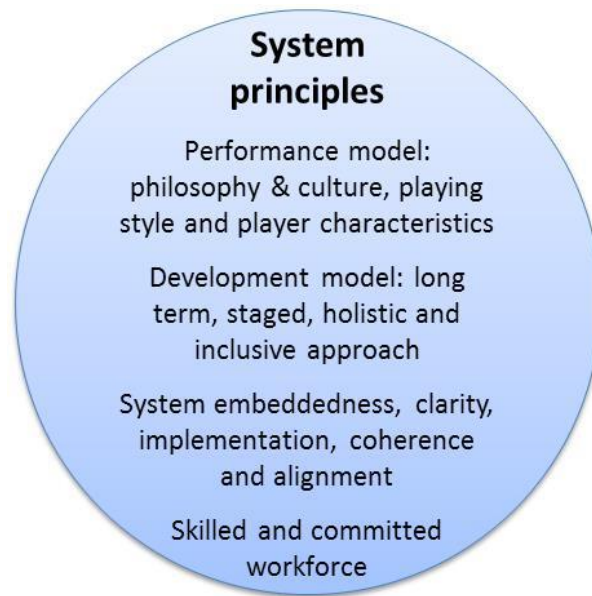 System
principles
Performance model:
philosophy & culture, playing
style and player characteristics
Development model: long
term, staged, holistic and
inclusive approach
System embeddedness, clarity,
implementation, coherence
and alignment
Skilled and committed
workforce